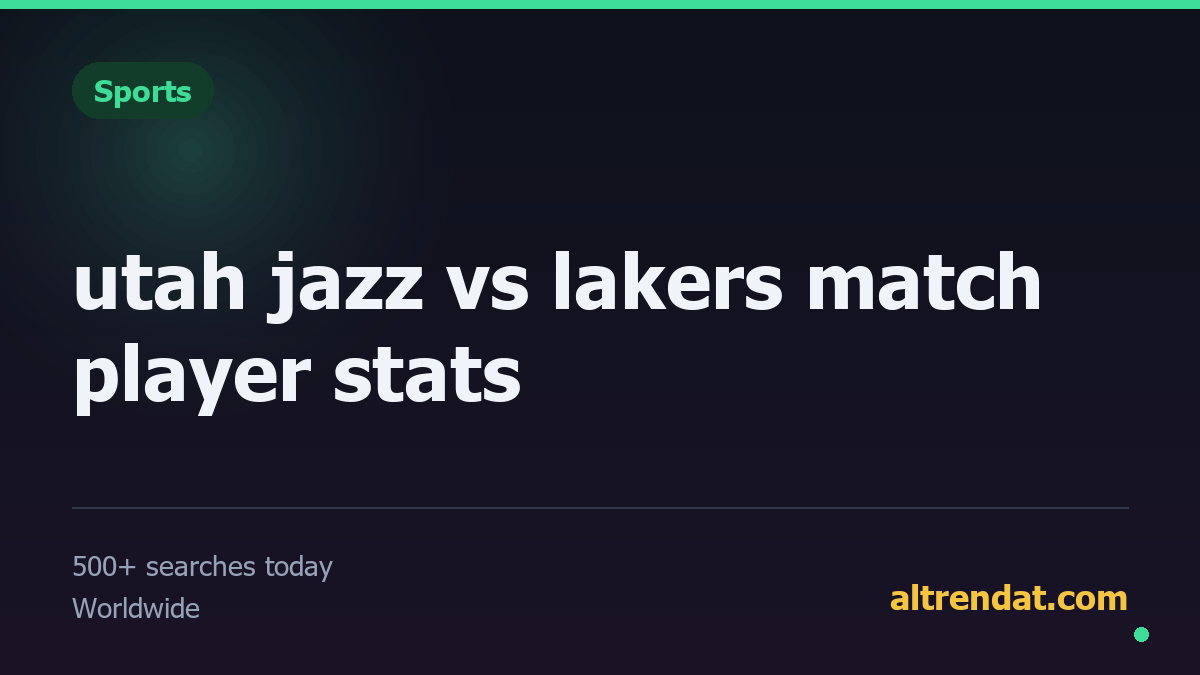 Sports
utah jazz vs lakers match
player stats
500+ searches today
Worldwide
altrendat.com